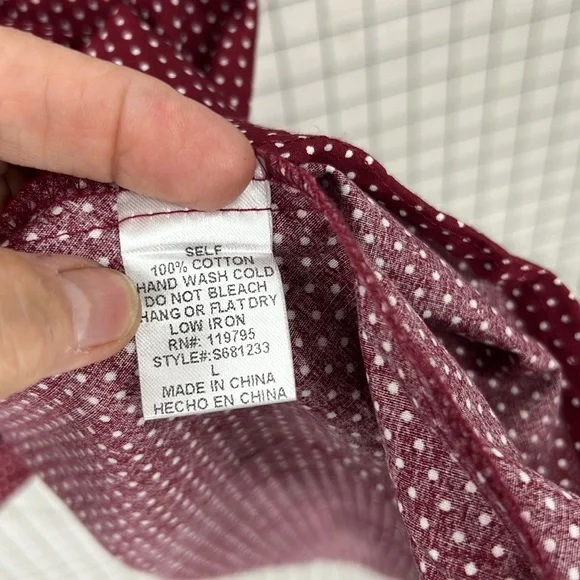 SELF
100% COTTON
HAND WASH COLD
DO NOT BLEACH
HANG OR FLAT DRY
LOW IRON
RN#: 119795
STYLE#:S681233
L
MADE IN CHINA
HECHO EN CHINA